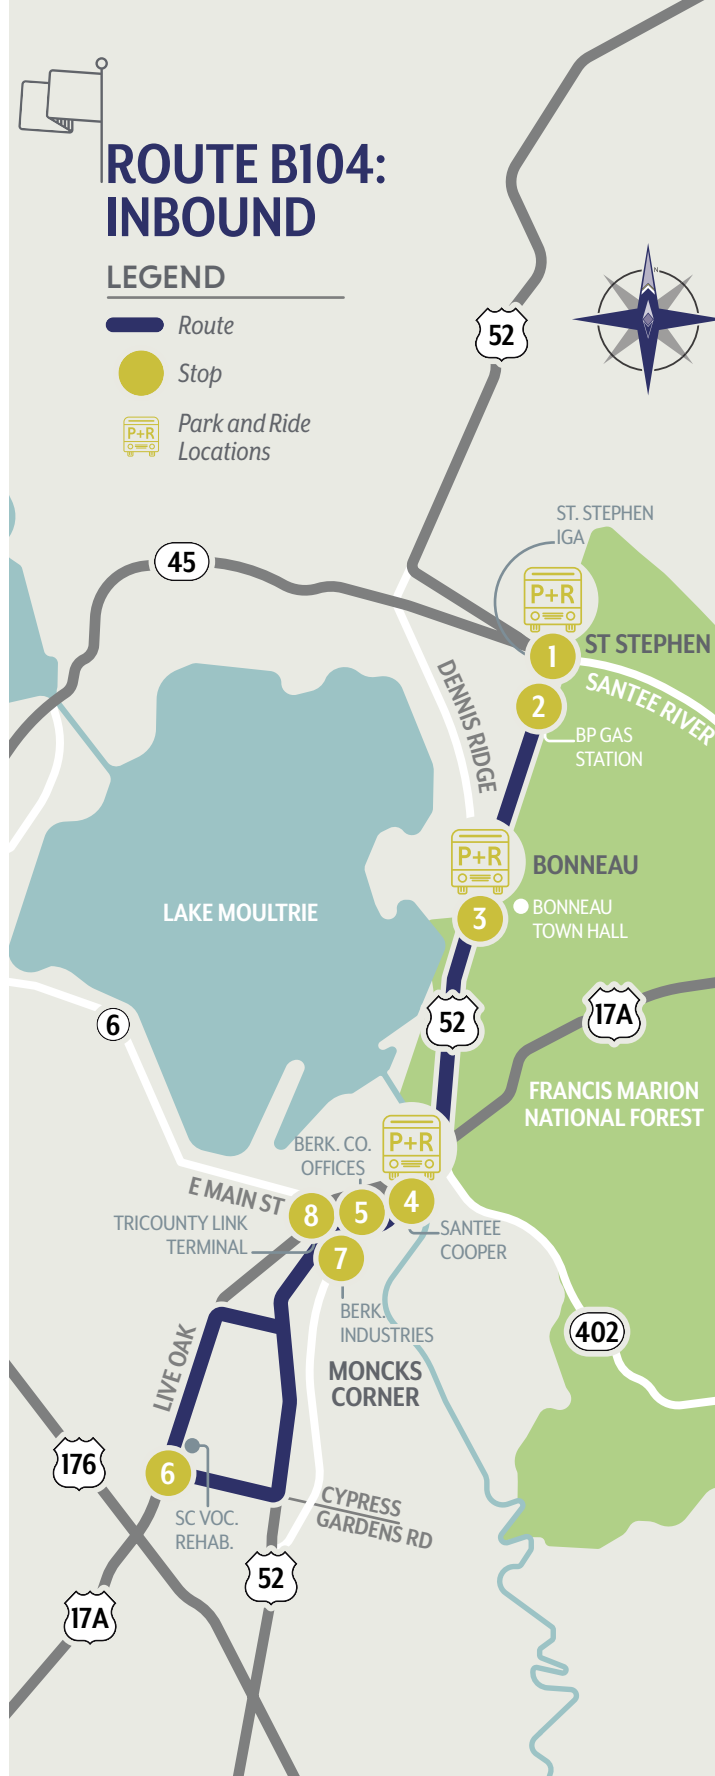 ROUTE B104:
INBOUND
LEGEND
Route
Stop
P+R
Park and Ride
Locations
N
52
ST. STEPHEN
IGA
45
P+R
1
ST STEPHEN
SANTEE RIVER
2
DENNIS RIDGE
BP GAS
STATION
P+R
BONNEAU
LAKE MOULTRIE
3
BONNEAU
TOWN HALL
6
52
17A
FRANCIS MARION
NATIONAL FOREST
P+R
BERK. CO.
OFFICES
E MAIN ST
8
5
4
TRICOUNTY LINK
TERMINAL
SANTEE
COOPER
7
BERK.
INDUSTRIES
402
LIVE OAK
MONCKS
CORNER
176
6
CYPRESS
GARDENS RD
SC VOC.
REHAB.
52
17A